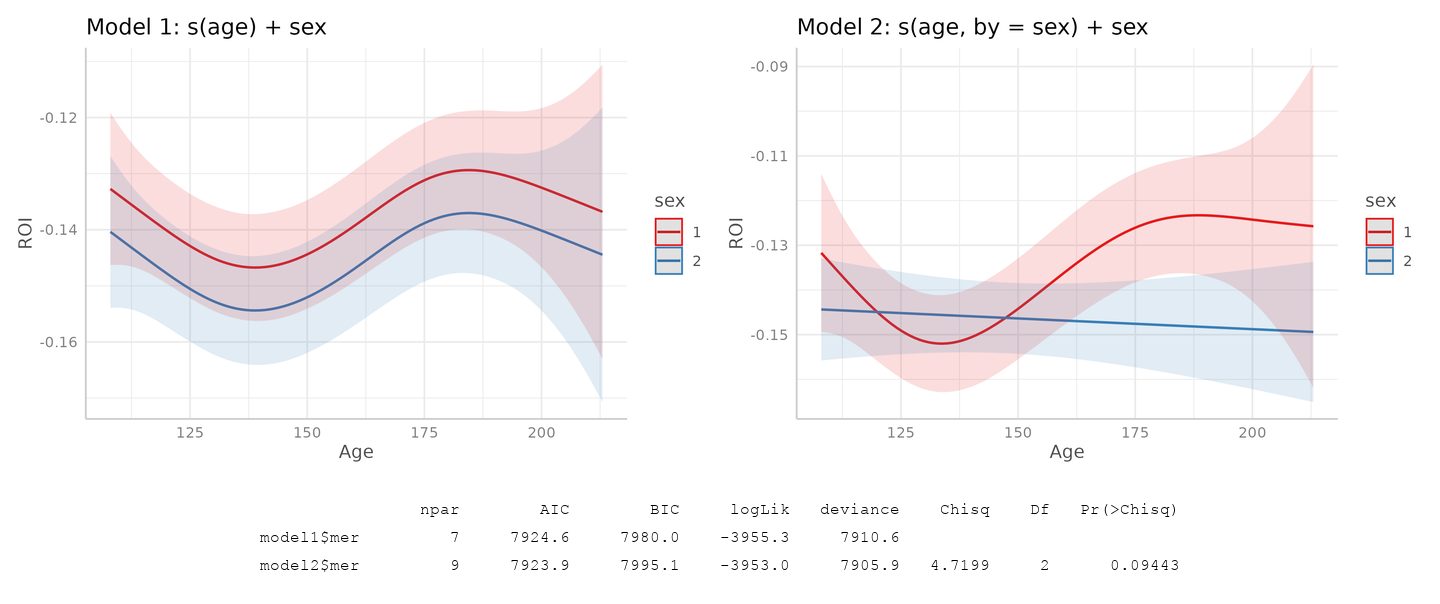 Model 1: s(age) + sex
-0.12
-0.14
-0.16
ROI
125 150 175 200
Age
sex
1
2
Model 2: s(age, by = sex) + sex
-0.09
-0.11
-0.13
-0.15
ROI
125 150 175 200
Age
sex
1
2
npar AIC BIC logLik deviance Chisq Df Pr(>Chisq)
model1$mer 7 7924.6 7980.0 -3955.3 7910.6
model2$mer 9 7923.9 7995.1 -3953.0 7905.9 4.7199 2 0.09443